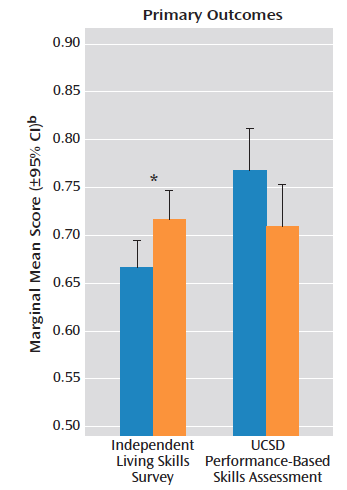 Primary Outcomes
Marginal Mean Score (±95% CI)b
0.90
0.85
0.80
0.75
0.70
0.65
0.60
0.55
0.50
*
Independent
Living Skills
Survey
UCSD
Performance-Based
Skills Assessment